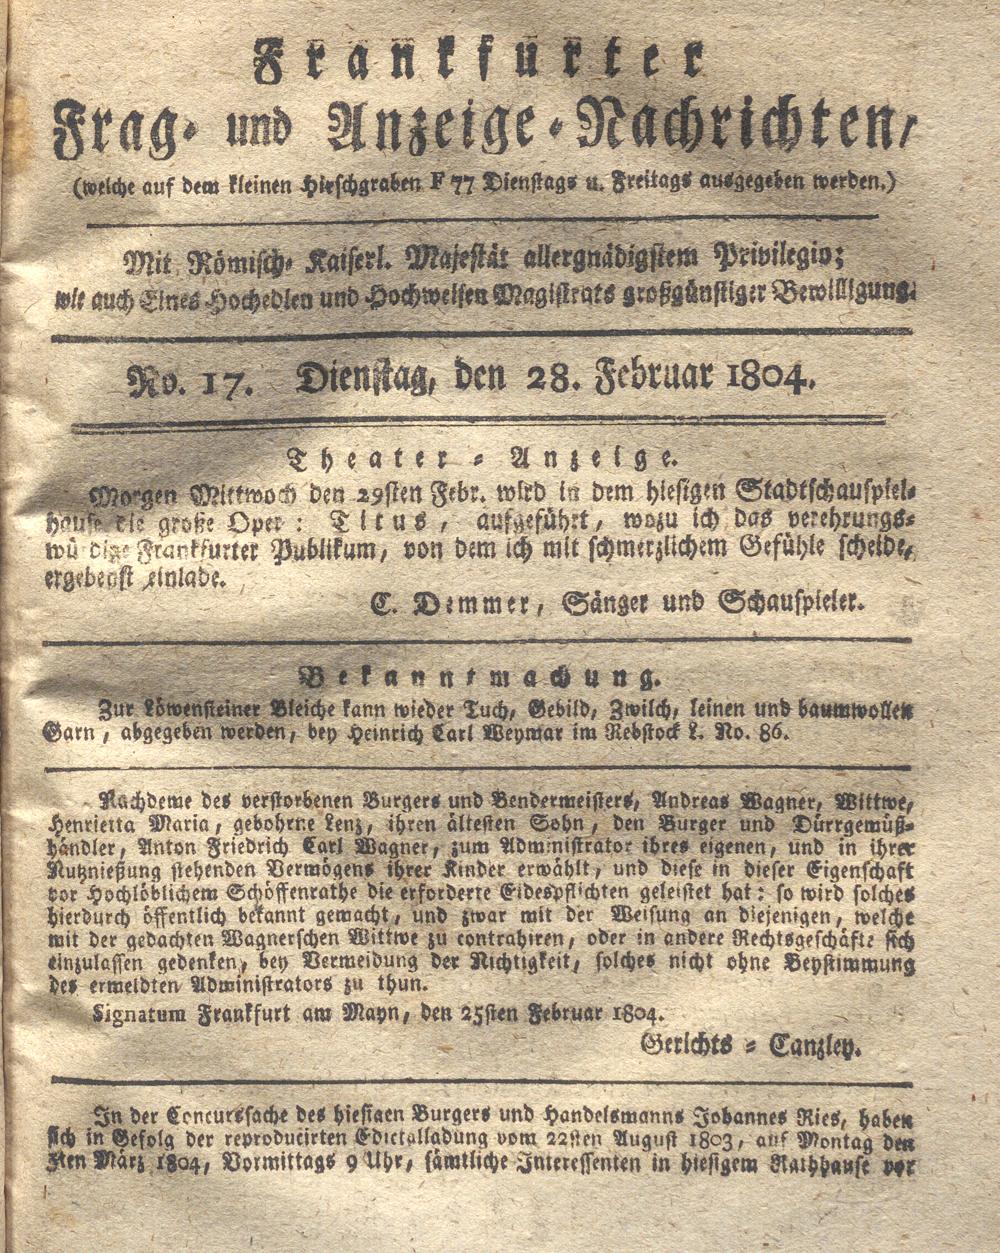 Frankfurter
Frag- und Anzeige-Nachrichten,
(welche auf dem kleinen Hirschgraben F 77 Dienstags u. Freitags ausgegeben werden.)
Mit Römisch- Kaiserl. Majestät allergnädigstem Privilegio;
wie auch Eines Hochedlen und Hochweisen Magistrats großgünstiger Bewilligung.
No. 17. Dienstag, den 28. Februar 1804.
Theater-Anzeige.
Morgen Mittwoch den 29sten Febr. wird in dem hiesigen Stadtschauspiel-
hause die große Oper: Titus, aufgeführt, wozu ich das verehrungs-
wü dige Frankfurter Publikum, von dem ich mit schmerzlichem Gefühle scheide,
ergebenst einlade.
C. Demmer, Sänger und Schauspieler.
Bekanntmachung.
Zur Löwensteiner Bleiche kann wieder Tuch, Gebild, Zwilch, leinen und baumwollen
Garn, abgegeben werden, bey Heinrich Carl Weymar im Rebstock L. No. 86.
Nachdeme des verstorbenen Burgers und Bendermeisters, Andreas Wagner, Wittwe,
Henrietta Maria, gebohrne Lenz, ihren ältesten Sohn, den Burger und Dürrgemüß-
händler, Anton Friedrich Carl Wagner, zum Administrator ihres eigenen, und in ihrer
Nutznießung stehenden Vermögens ihrer Kinder erwählt, und diese in dieser Eigenschaft
vor Hochlöblichem Schöffenrathe die erforderte Eidespflichten geleistet hat: so wird solches
hierdurch öffentlich bekannt gemacht, und zwar mit der Weisung an diejenigen, welche
mit der gedachten Wagnerschen Wittwe zu contrahiren, oder in andere Rechtsgeschäfte sich
einzulassen gedenken, bey Vermeidung der Nichtigkeit, solches nicht ohne Beystimmung
des ermeldten Administrators zu thun.
Signatum Frankfurt am Mayn, den 25sten Februar 1804.
Gerichts-Canzley.
In der Concurssache des hiesigen Burgers und Handelsmanns Johannes Ries, haben
sich in Gefolg der reproducirten Edictalladung vom 22sten August 1803, auf Montag den
5ten März 1804, Vormittags 9 Uhr, sämtliche Interessenten in hiesigem Rathhause vor